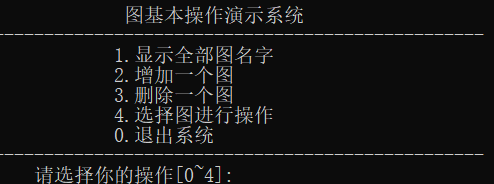 图基本操作演示系统
1.显示全部图名字
2.增加一个图
3.删除一个图
4.选择图进行操作
0.退出系统
请选择你的操作[0~4]: